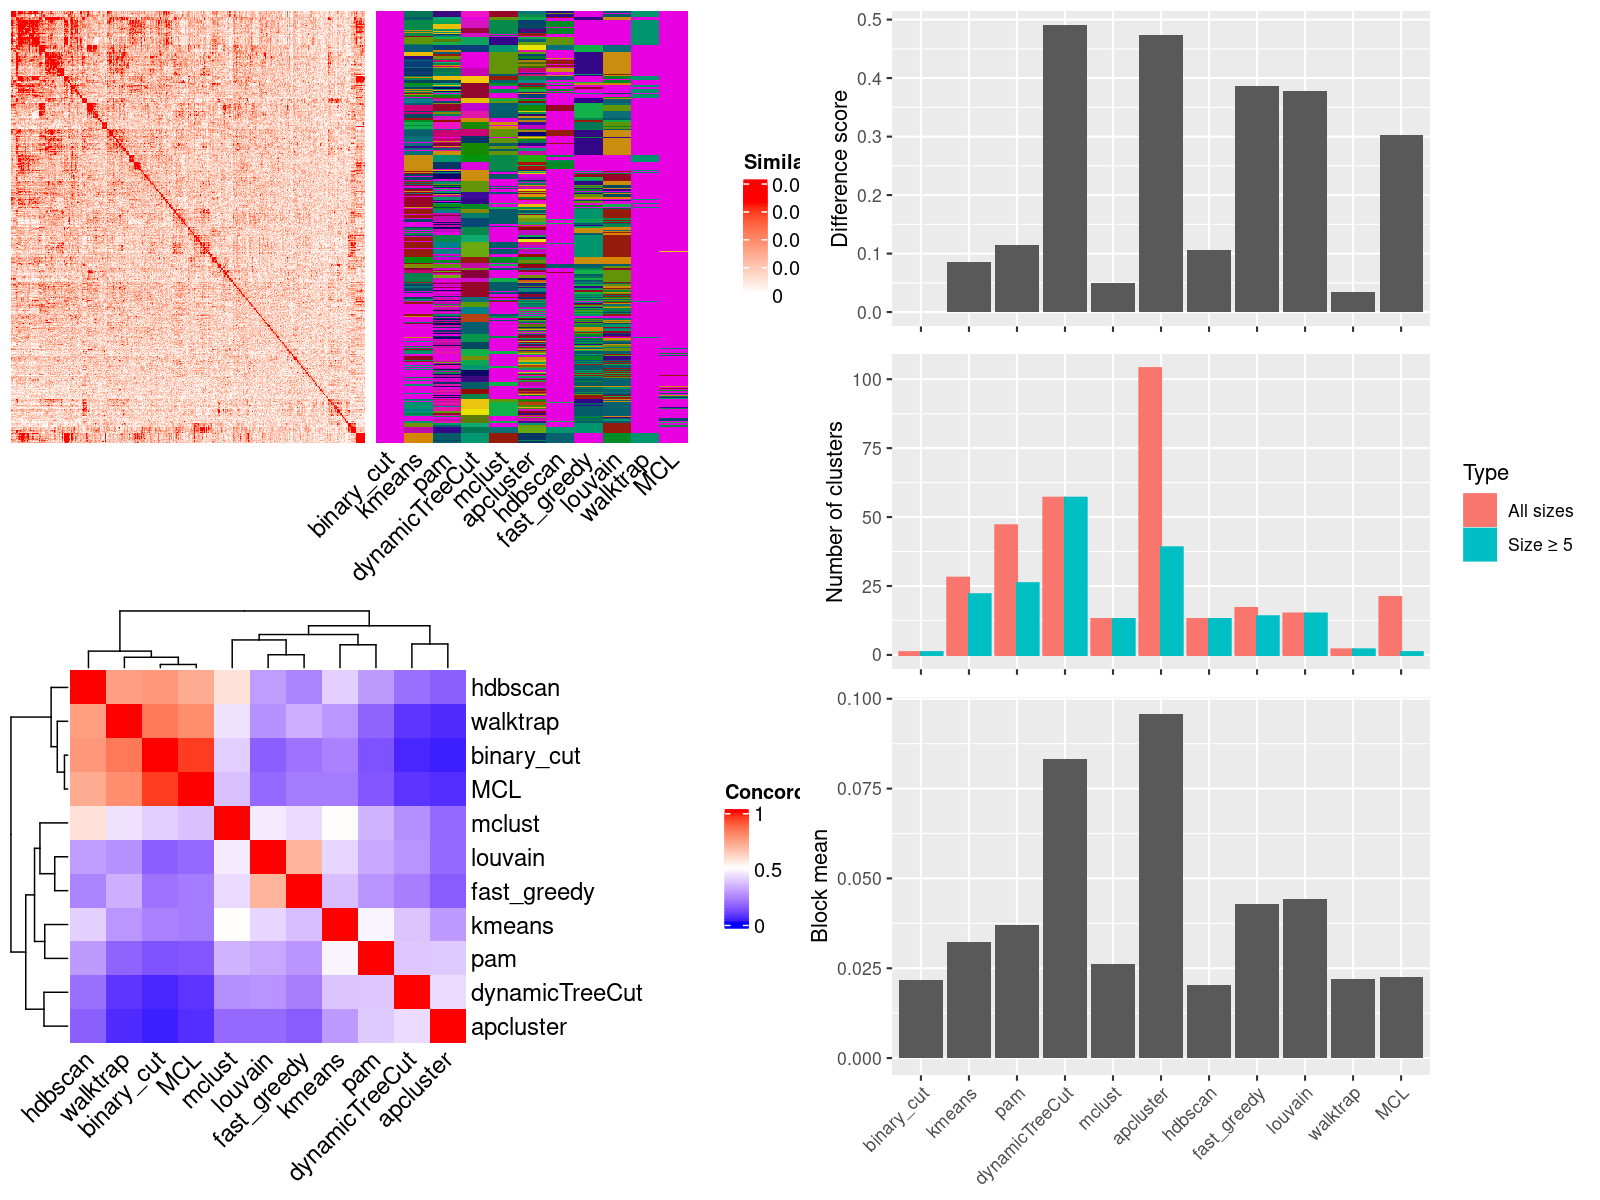 Simila
0.0
0.0
0.0
0.0
0
binary_cut
kmeans
pam
dynamicTreeCut
mclust
apcluster
hdbscan
fast_greedy
louvain
walktrap
MCL
hdbscan
walktrap
binary_cut
MCL
mclust
louvain
fast_greedy
kmeans
pam
dynamicTreeCut
apcluster
hdbscan
walktrap
binary_cut
MCL
mclust
louvain
fast_greedy
kmeans
pam
dynamicTreeCut
apcluster
Concord
1
0.5
0
Difference score
0.5
0.4
0.3
0.2
0.1
0.0
Number of clusters
100
75
50
25
0
Type
All sizes
Size ≥ 5
Block mean
0.100
0.075
0.050
0.025
0.000
binary_cut
kmeans
pam
dynamicTreeCut
mclust
apcluster
hdbscan
fast_greedy
louvain
walktrap
MCL